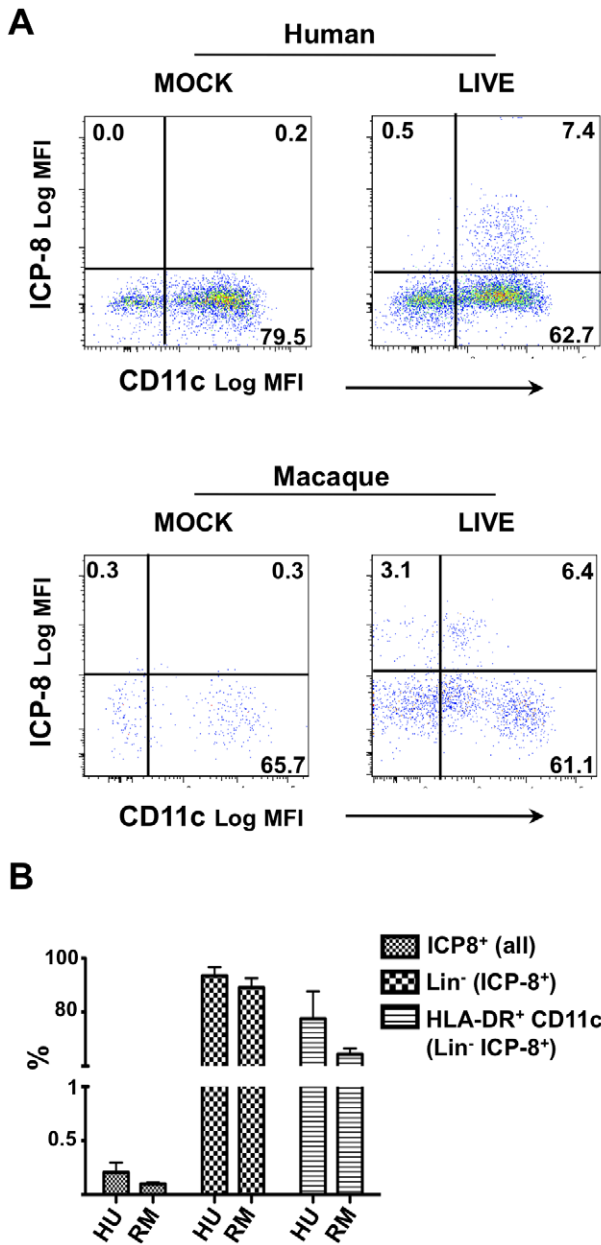 A
Human
MOCK LIVE
ICP-8 Log MFI
0.0 0.2
79.5
0.5 7.4
62.7
CD11c Log MFI
Macaque
MOCK LIVE
ICP-8 Log MFI
0.3 0.3
65.7
3.1 6.4
61.1
CD11c Log MFI
B
%
100
80
1
0.5
HU RM HU RM HU RM
ICP8⁺ (all)
Lin⁻ (ICP-8⁺)
HLA-DR⁺ CD11c
(Lin⁻ ICP-8⁺)